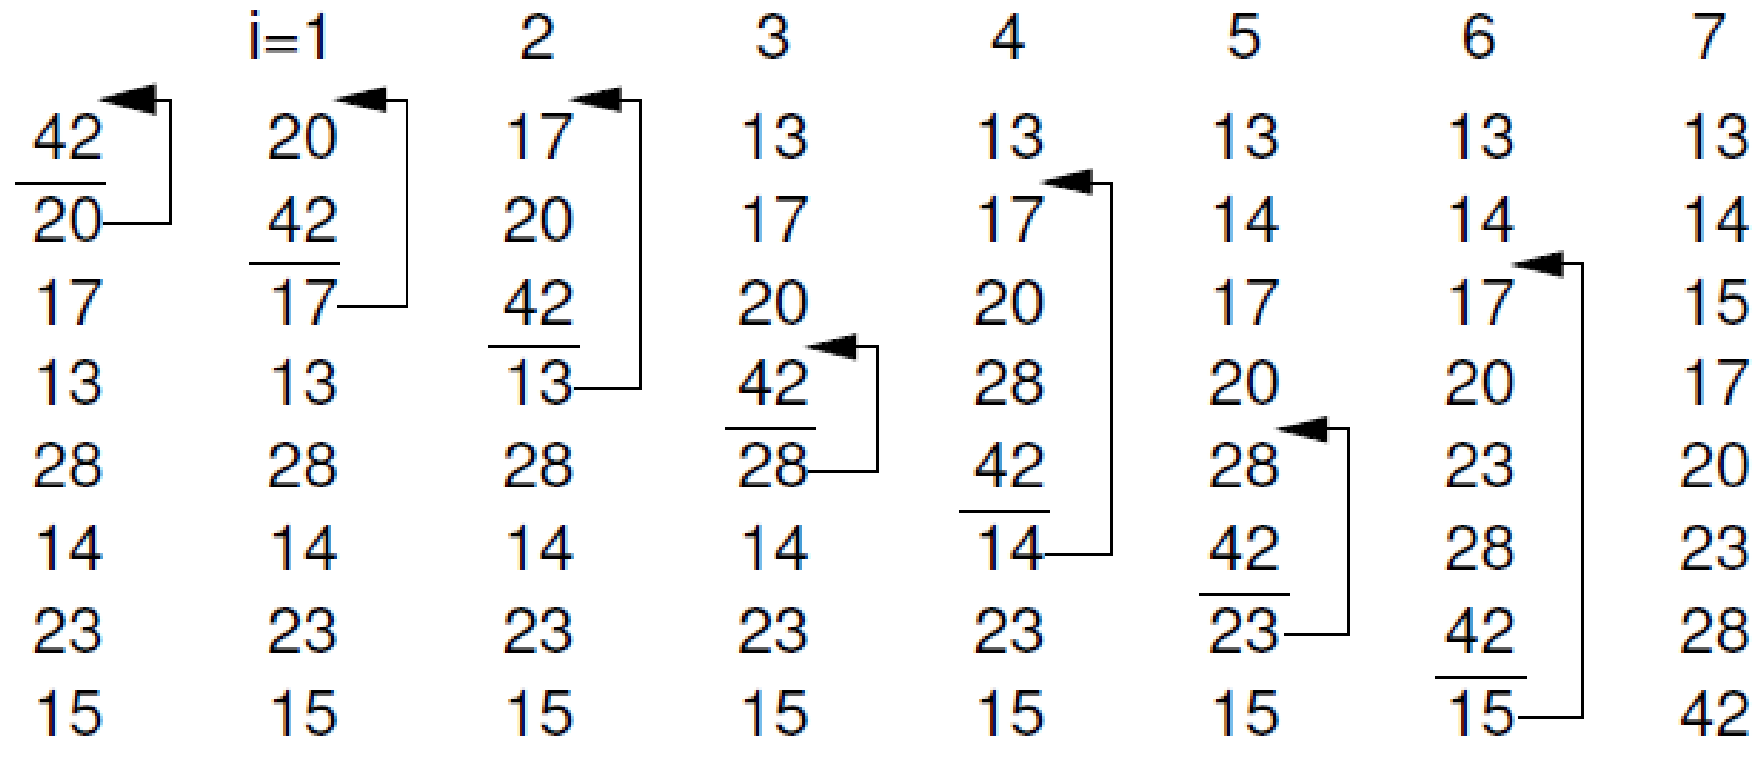 i=1 2 3 4 5 6 7
42 20 17 13 13 13 13 13
20 42 20 17 17 14 14 14
17 17 42 20 20 17 17 15
13 13 13 42 28 20 20 17
28 28 28 28 42 28 23 20
14 14 14 14 14 42 28 23
23 23 23 23 23 23 42 28
15 15 15 15 15 15 15 42